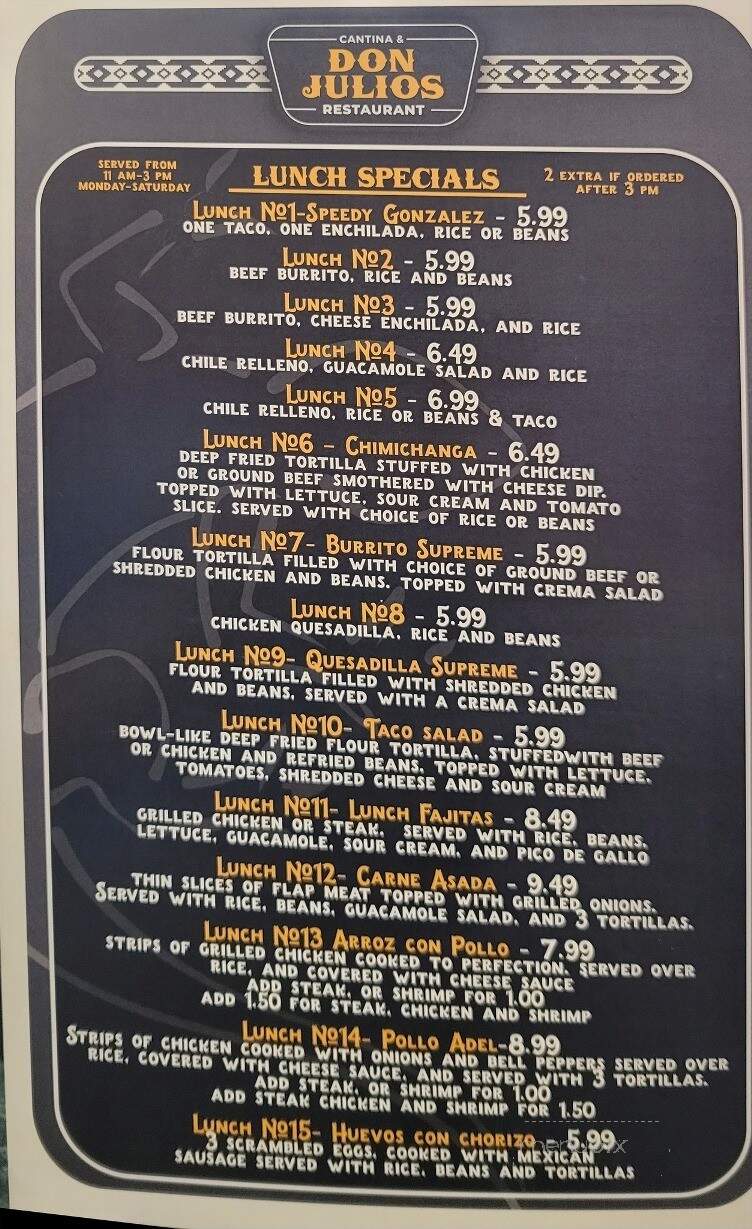 CANTINA &
DON
JULIOS
RESTAURANT
SERVED FROM
11 AM-3 PM
MONDAY-SATURDAY
LUNCH SPECIALS
2 EXTRA IF ORDERED
AFTER 3 PM
LUNCH Nº1-SPEEDY GONZALEZ - 5.99
ONE TACO, ONE ENCHILADA, RICE OR BEANS
LUNCH Nº2 - 5.99
BEEF BURRITO, RICE AND BEANS
LUNCH Nº3 - 5.99
BEEF BURRITO, CHEESE ENCHILADA, AND RICE
LUNCH Nº4 - 6.49
CHILE RELLENO, GUACAMOLE SALAD AND RICE
LUNCH Nº5 - 6.99
CHILE RELLENO, RICE OR BEANS & TACO
LUNCH Nº6 - CHIMICHANGA - 6.49
DEEP FRIED TORTILLA STUFFED WITH CHICKEN
OR GROUND BEEF SMOTHERED WITH CHEESE DIP.
TOPPED WITH LETTUCE, SOUR CREAM AND TOMATO
SLICE. SERVED WITH CHOICE OF RICE OR BEANS
LUNCH Nº7- BURRITO SUPREME - 5.99
FLOUR TORTILLA FILLED WITH CHOICE OF GROUND BEEF OR
SHREDDED CHICKEN AND BEANS. TOPPED WITH CREMA SALAD
LUNCH Nº8 - 5.99
CHICKEN QUESADILLA, RICE AND BEANS
LUNCH Nº9- QUESADILLA SUPREME - 5.99
FLOUR TORTILLA FILLED WITH SHREDDED CHICKEN
AND BEANS, SERVED WITH A CREMA SALAD
LUNCH Nº10- TACO SALAD - 5.99
BOWL-LIKE DEEP FRIED FLOUR TORTILLA, STUFFEDWITH BEEF
OR CHICKEN AND REFRIED BEANS, TOPPED WITH LETTUCE,
TOMATOES, SHREDDED CHEESE AND SOUR CREAM
LUNCH Nº11- LUNCH FAJITAS - 8.49
GRILLED CHICKEN OR STEAK. SERVED WITH RICE, BEANS,
LETTUCE, GUACAMOLE, SOUR CREAM, AND PICO DE GALLO
LUNCH Nº12- CARNE ASADA - 9.49
THIN SLICES OF FLAP MEAT TOPPED WITH GRILLED ONIONS.
SERVED WITH RICE, BEANS, GUACAMOLE SALAD, AND 3 TORTILLAS.
LUNCH Nº13 ARROZ CON POLLO - 7.99
STRIPS OF GRILLED CHICKEN COOKED TO PERFECTION, SERVED OVER
RICE, AND COVERED WITH CHEESE SAUCE
ADD STEAK, OR SHRIMP FOR 1.00
ADD 1.50 FOR STEAK, CHICKEN AND SHRIMP
LUNCH Nº14- POLLO ADEL-8.99
STRIPS OF CHICKEN COOKED WITH ONIONS AND BELL PEPPERS SERVED OVER
RICE, COVERED WITH CHEESE SAUCE, AND SERVED WITH 3 TORTILLAS.
ADD STEAK, OR SHRIMP FOR 1.00
ADD STEAK CHICKEN AND SHRIMP FOR 1.50
LUNCH Nº15- HUEVOS CON CHORIZO - 5.99
3 SCRAMBLED EGGS, COOKED WITH MEXICAN
SAUSAGE SERVED WITH RICE, BEANS AND TORTILLAS